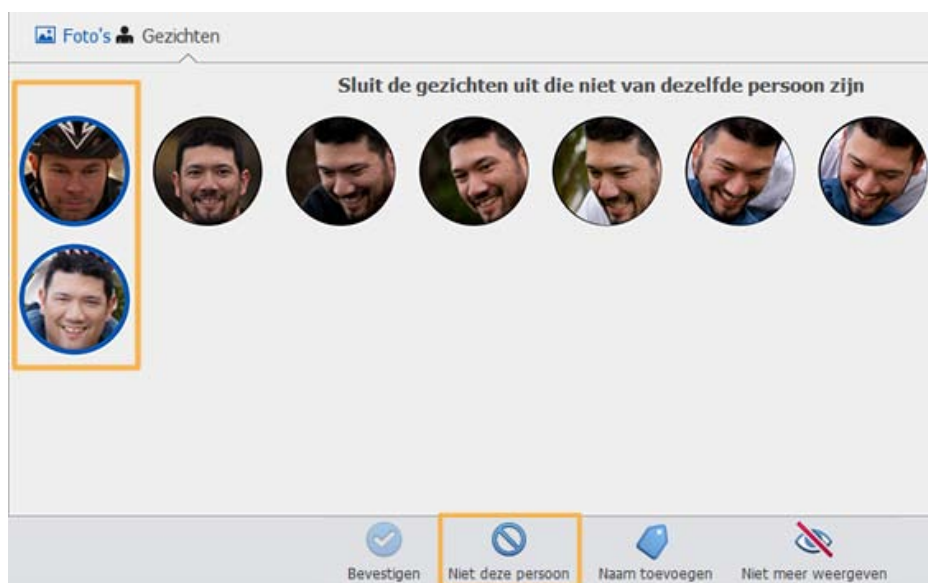 Foto's Gezichten
Sluit de gezichten uit die niet van dezelfde persoon zijn
Bevestigen Niet deze persoon Naam toevoegen Niet meer weergeven